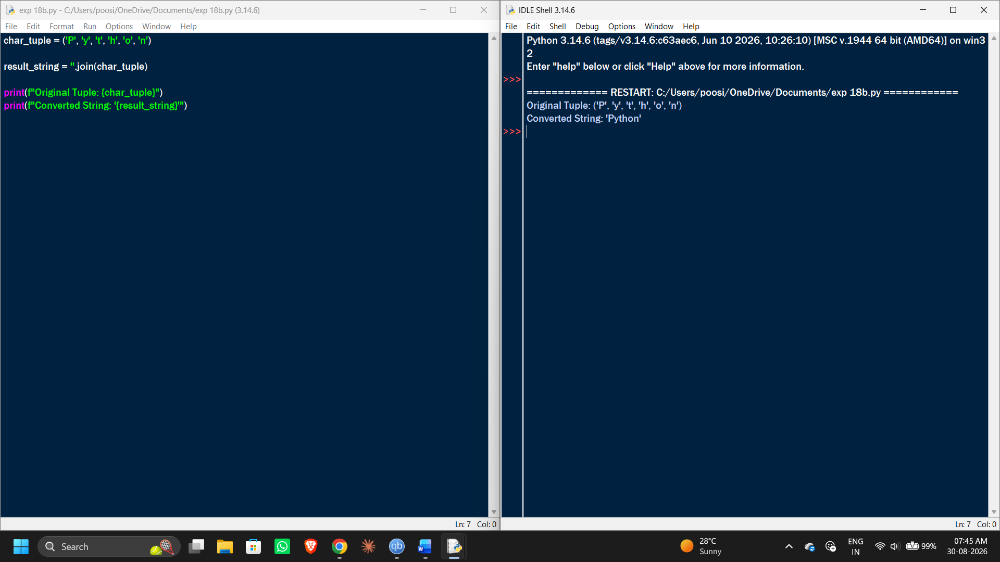 exp 18b.py - C:/Users/poosi/OneDrive/Documents/exp 18b.py (3.14.6)
File Edit Format Run Options Window Help
char_tuple = ('P', 'y', 't', 'h', 'o', 'n')
result_string = ''.join(char_tuple)
print(f"Original Tuple: {char_tuple}")
print(f"Converted String: '{result_string}'")
Ln: 7 Col: 0
IDLE Shell 3.14.6
File Edit Shell Debug Options Window Help
Python 3.14.6 (tags/v3.14.6:c63aec6, Jun 10 2026, 10:26:10) [MSC v.1944 64 bit (AMD64)] on win3
2
Enter "help" below or click "Help" above for more information.
>>>
============= RESTART: C:/Users/poosi/OneDrive/Documents/exp 18b.py ============
Original Tuple: ('P', 'y', 't', 'h', 'o', 'n')
Converted String: 'Python'
>>>
Ln: 7 Col: 0
Search
qb
W
28°C
Sunny
ENG
IN
99%
07:45 AM
30-08-2026